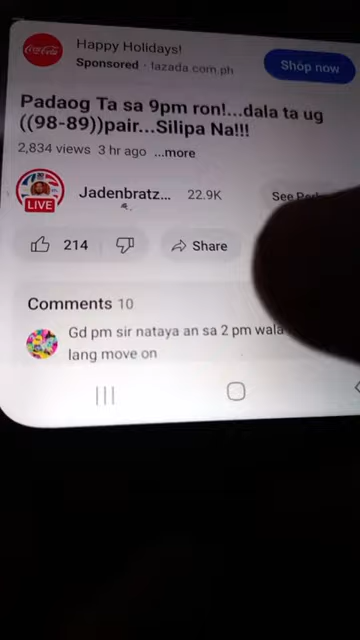 Coca-Cola
Happy Holidays!
Sponsored · lazada.com.ph
Shop now
Padaog Ta sa 9pm ron!...dala ta ug
((98-89))pair...Silipa Na!!!
2,834 views 3 hr ago ...more
LIVE
Jadenbratz... 22.9K
See
214
Share
Comments 10
Gd pm sir nataya an sa 2 pm wala
lang move on